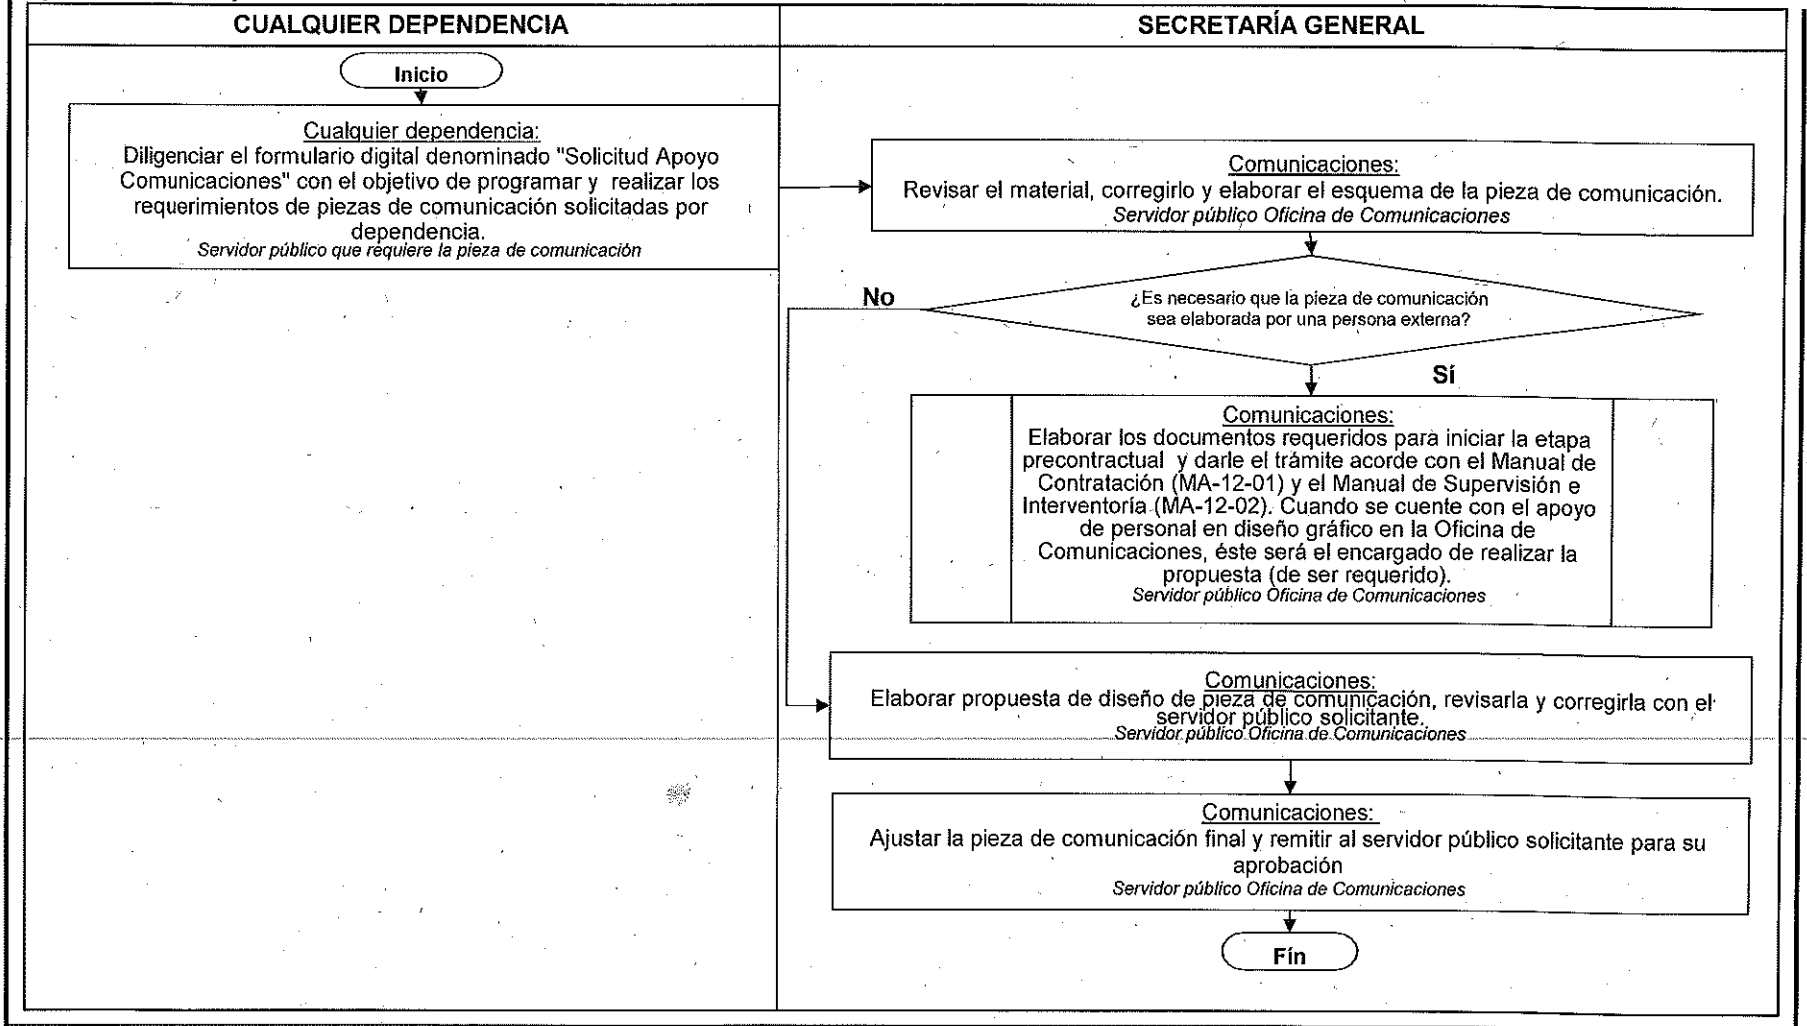 CUALQUIER DEPENDENCIA
SECRETARÍA GENERAL
Inicio
Cualquier dependencia:
Diligenciar el formulario digital denominado "Solicitud Apoyo
Comunicaciones" con el objetivo de programar y realizar los
requerimientos de piezas de comunicación solicitadas por
dependencia.
Servidor público que requiere la pieza de comunicación
Comunicaciones:
Revisar el material, corregirlo y elaborar el esquema de la pieza de comunicación.
Servidor público Oficina de Comunicaciones
¿Es necesario que la pieza de comunicación
sea elaborada por una persona externa?
No
Sí
Comunicaciones:
Elaborar los documentos requeridos para iniciar la etapa
precontractual y darle el trámite acorde con el Manual de
Contratación (MA-12-01) y el Manual de Supervisión e
Interventoría (MA-12-02). Cuando se cuente con el apoyo
de personal en diseño gráfico en la Oficina de
Comunicaciones, éste será el encargado de realizar la
propuesta (de ser requerido).
Servidor público Oficina de Comunicaciones
Comunicaciones:
Elaborar propuesta de diseño de pieza de comunicación, revisarla y corregirla con el
servidor público solicitante.
Servidor público Oficina de Comunicaciones
Comunicaciones:
Ajustar la pieza de comunicación final y remitir al servidor público solicitante para su
aprobación
Servidor público Oficina de Comunicaciones
Fín